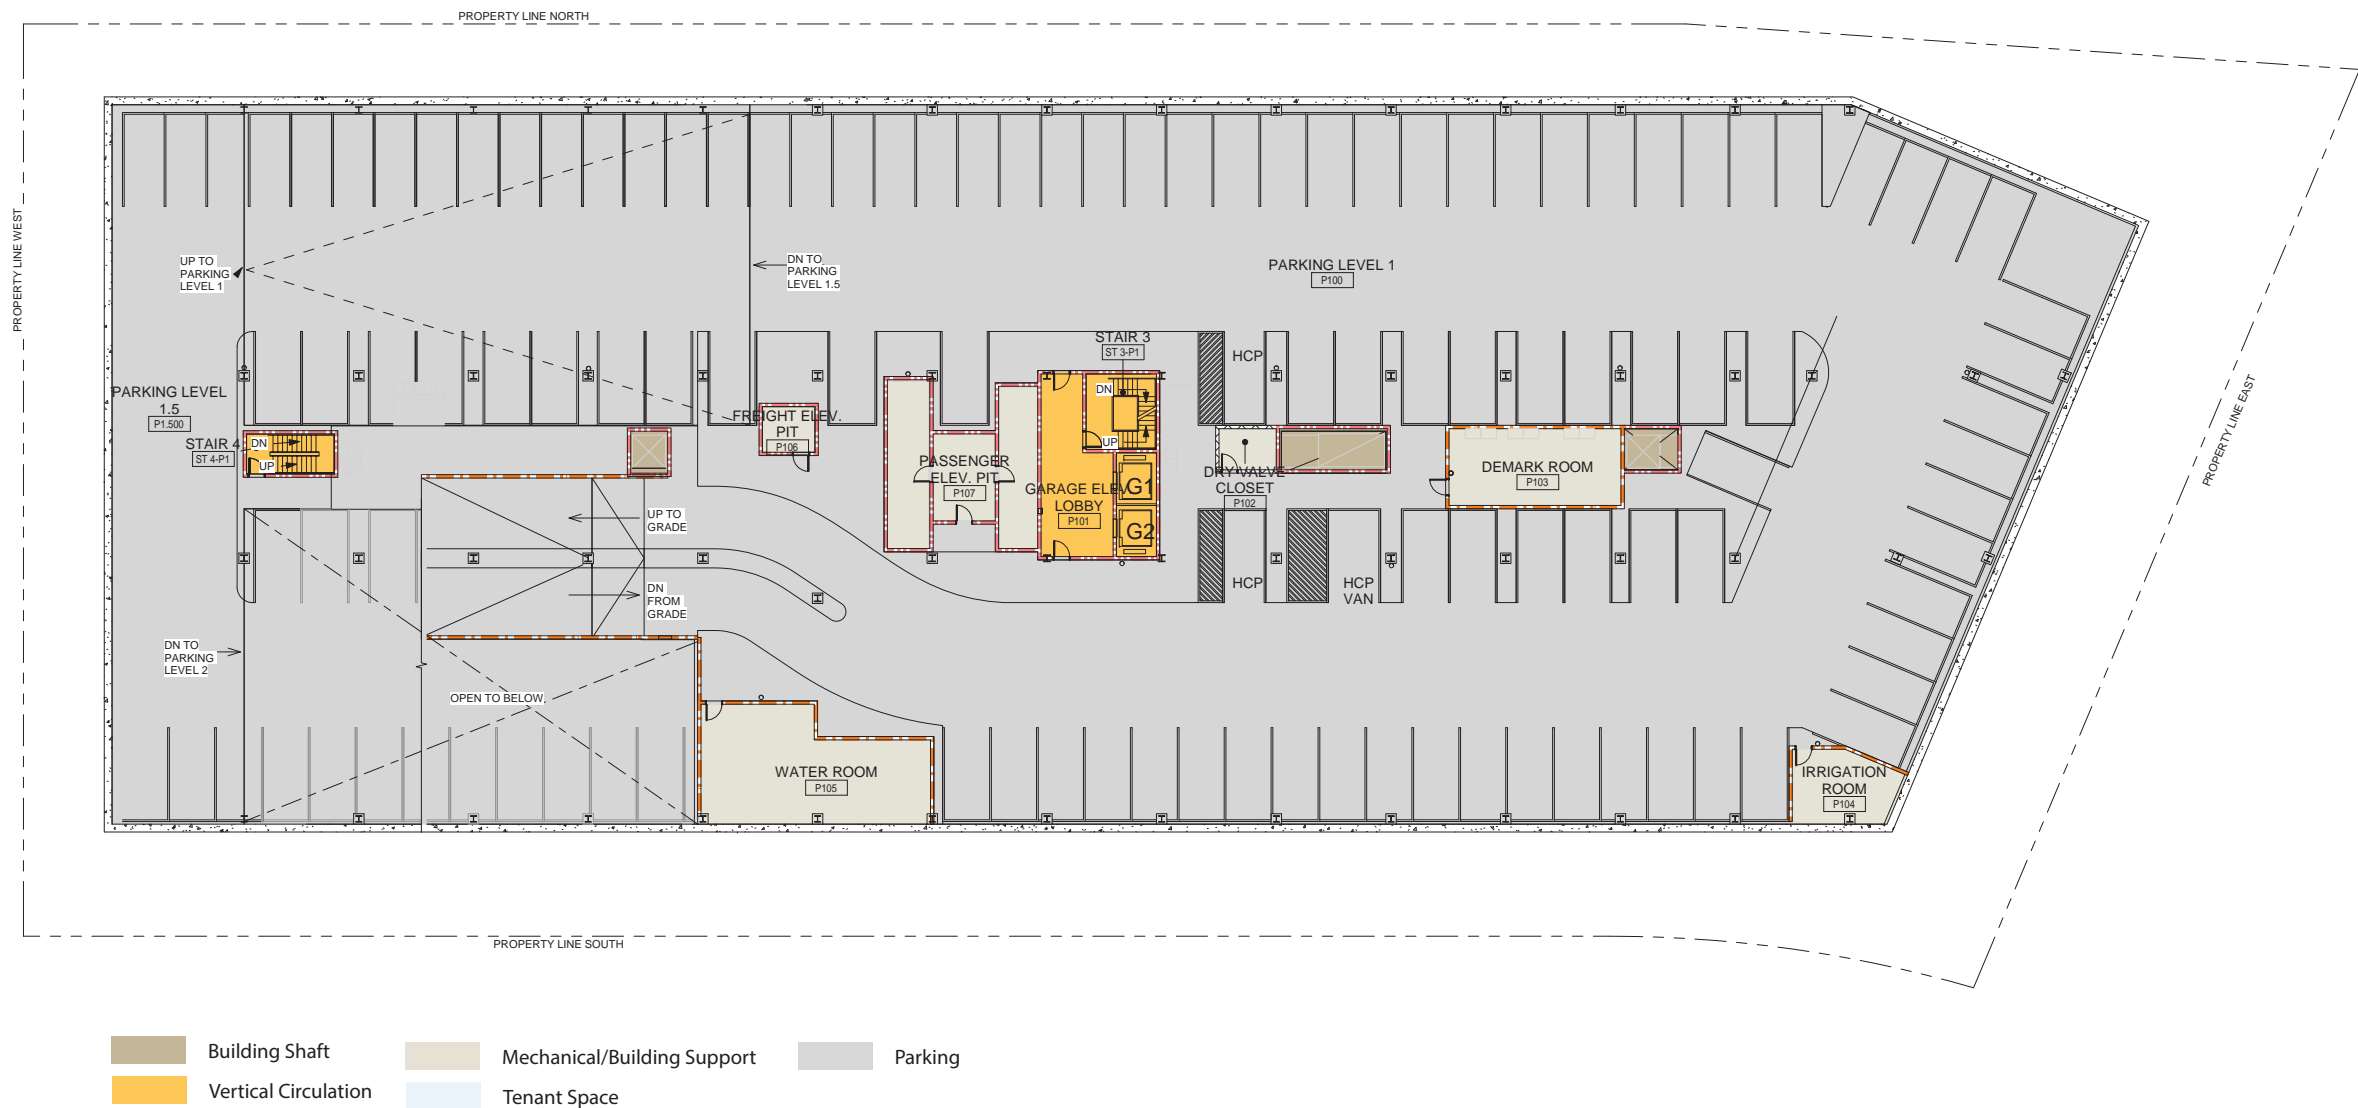 PROPERTY LINE NORTH
PROPERTY LINE WEST
UP TO
PARKING
LEVEL 1
DN TO
PARKING
LEVEL 1.5
PARKING LEVEL 1
P100
PROPERTY LINE EAST
STAIR 3
ST 3-P1
HCP
PARKING LEVEL
1.5
P1.500
DN
FREIGHT ELEV.
PIT
P106
STAIR 4
ST 4-P1
DN
UP
UP
PASSENGER
ELEV. PIT
P107
GARAGE ELEV.
LOBBY
P101
G1
G2
DRY VALVE
CLOSET
P102
DEMARK ROOM
P103
UP TO
GRADE
DN
FROM
GRADE
HCP
HCP
VAN
DN TO
PARKING
LEVEL 2
OPEN TO BELOW
WATER ROOM
P105
IRRIGATION
ROOM
P104
PROPERTY LINE SOUTH
Building Shaft
Mechanical/Building Support
Parking
Vertical Circulation
Tenant Space